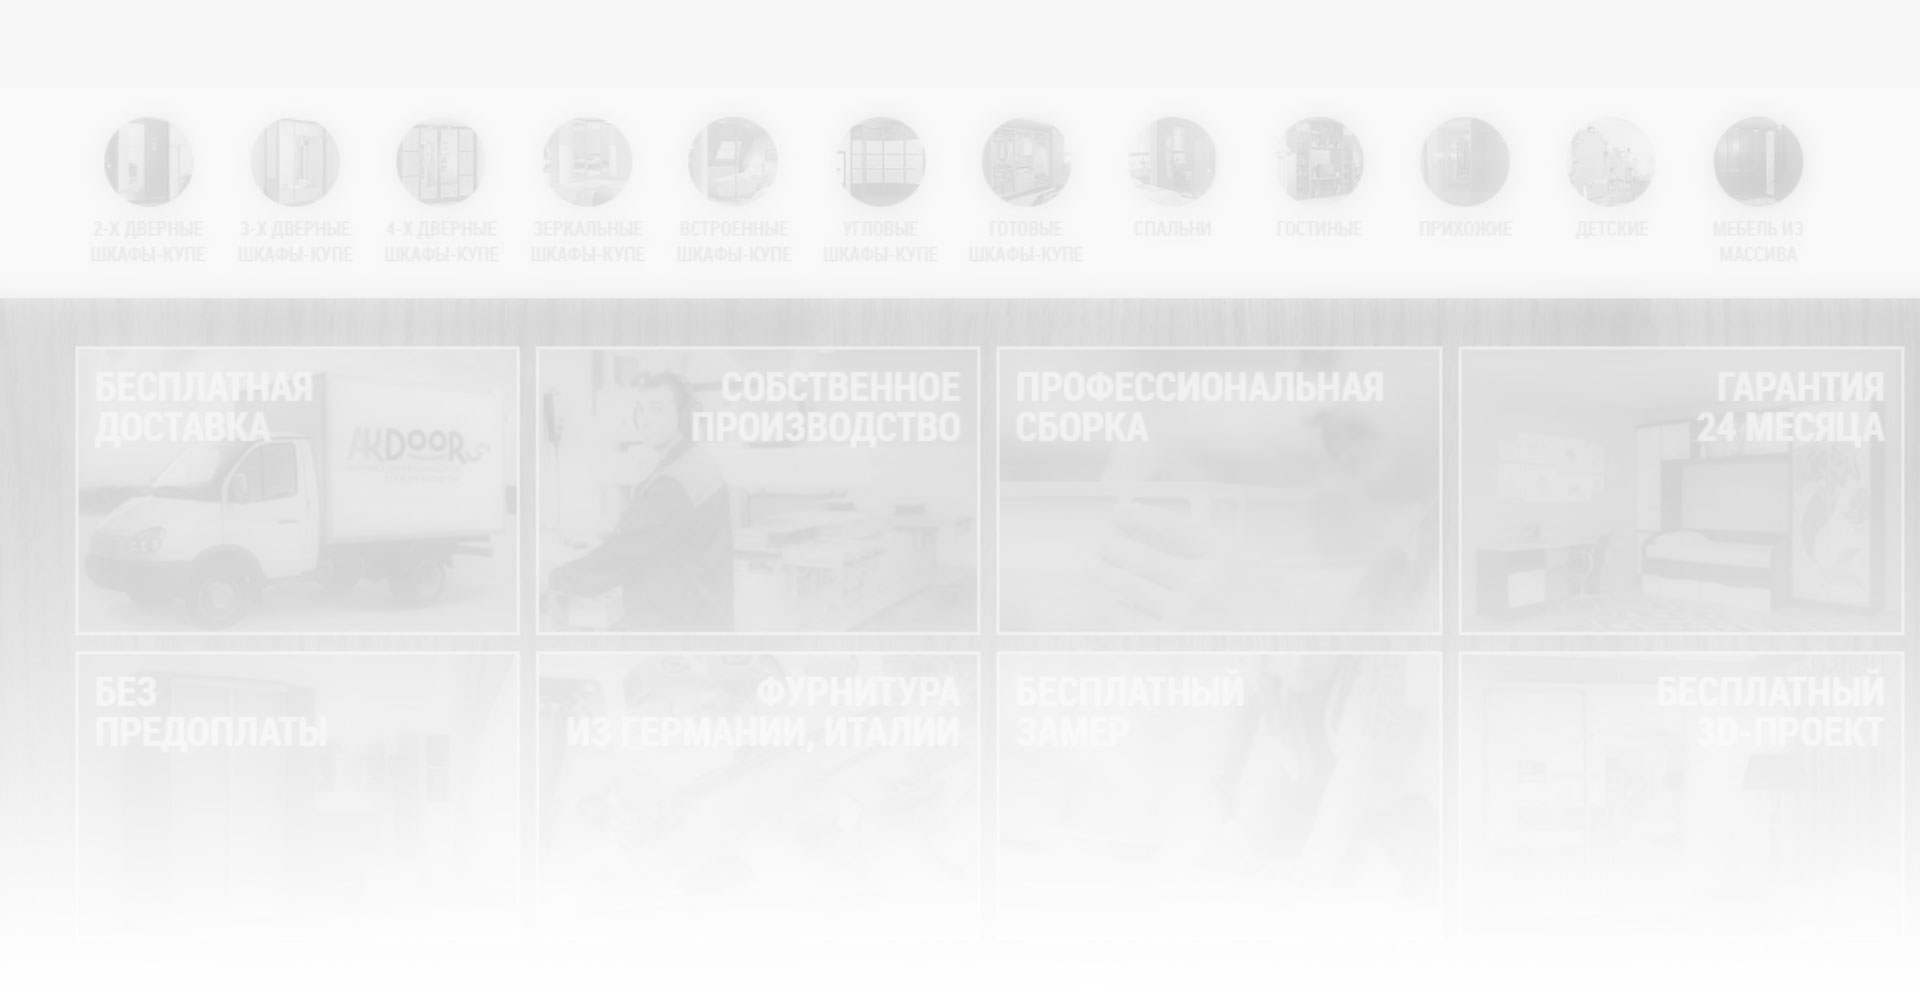 2-Х ДВЕРНЫЕ
ШКАФЫ-КУПЕ
3-Х ДВЕРНЫЕ
ШКАФЫ-КУПЕ
4-Х ДВЕРНЫЕ
ШКАФЫ-КУПЕ
ЗЕРКАЛЬНЫЕ
ШКАФЫ-КУПЕ
ВСТРОЕННЫЕ
ШКАФЫ-КУПЕ
УГЛОВЫЕ
ШКАФЫ-КУПЕ
ГОТОВЫЕ
ШКАФЫ-КУПЕ
СПАЛЬНИ
ГОСТИНЫЕ
ПРИХОЖИЕ
ДЕТСКИЕ
МЕБЕЛЬ ИЗ
МАССИВА
БЕСПЛАТНАЯ
ДОСТАВКА
AKDOOR
СОБСТВЕННОЕ
ПРОИЗВОДСТВО
ПРОФЕССИОНАЛЬНАЯ
СБОРКА
ГАРАНТИЯ
24 МЕСЯЦА
БЕЗ
ПРЕДОПЛАТЫ
ФУРНИТУРА
ИЗ ГЕРМАНИИ, ИТАЛИИ
БЕСПЛАТНЫЙ
ЗАМЕР
БЕСПЛАТНЫЙ
3D-ПРОЕКТ